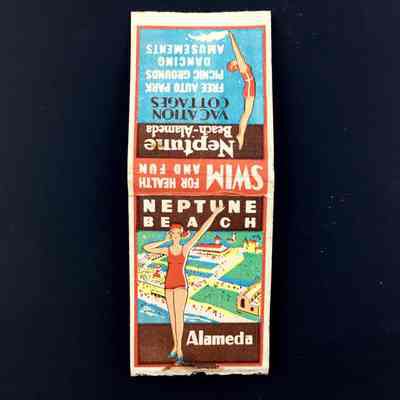 NEPTUNE
BEACH
Alameda
SWIM FOR HEALTH
AND FUN
Neptune
Beach-Alameda
VACATION
COTTAGES
FREE AUTO PARK
PICNIC GROUNDS
DANCING
AMUSEMENTS